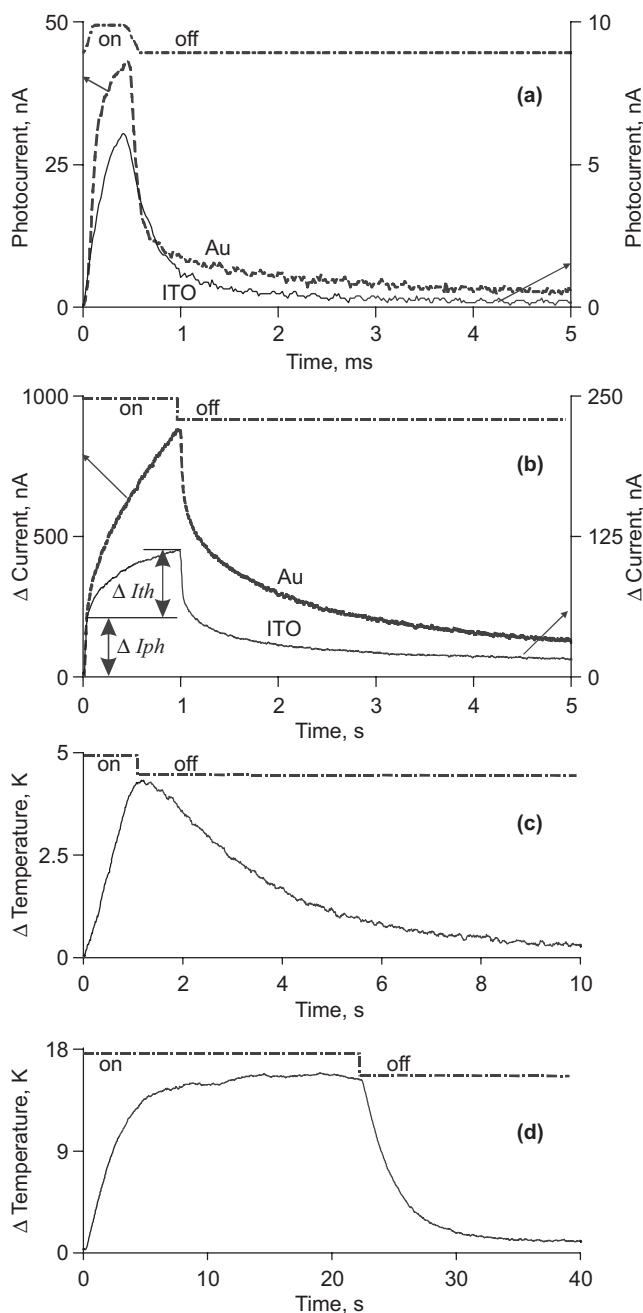 50
10
on
off
(a)
Photocurrent, nA
25
5
Photocurrent, nA
Au
ITO
0
0
0 1 2 3 4 5
Time, ms
1000
250
on
off
(b)
Δ Current, nA
500
125
Δ Current, nA
Δ Ith
Au
Δ Iph
ITO
0
0
0 1 2 3 4 5
Time, s
5
on
off
(c)
Δ Temperature, K
2.5
0
0 2 4 6 8 10
Time, s
18
on
off
(d)
Δ Temperature, K
9
0
0 10 20 30 40
Time, s